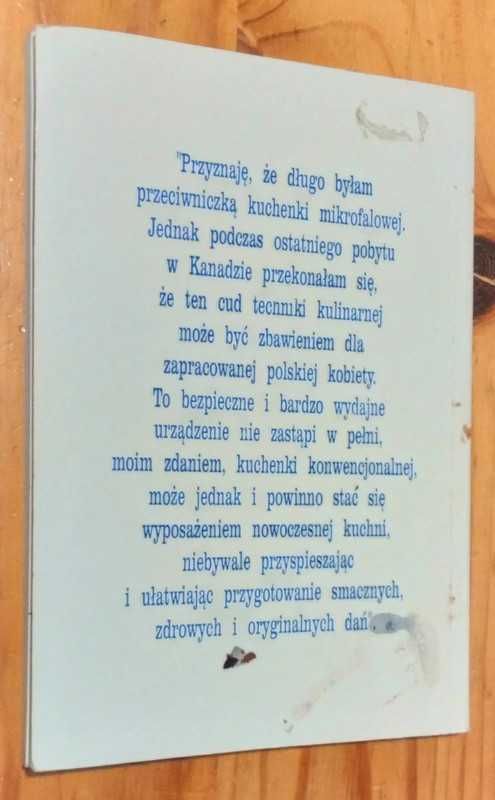 "Przyznaję, że długo byłam
przeciwniczką kuchenki mikrofalowej.
Jednak podczas ostatniego pobytu
w Kanadzie przekonałam się,
że ten cud techniki kulinarnej
może być zbawieniem dla
zapracowanej polskiej kobiety.
To bezpieczne i bardzo wydajne
urządzenie nie zastąpi w pełni,
moim zdaniem, kuchenki konwencjonalnej,
może jednak i powinno stać się
wyposażeniem nowoczesnej kuchni,
niebywale przyspieszając
i ułatwiając przygotowanie smacznych,
zdrowych i oryginalnych dań".